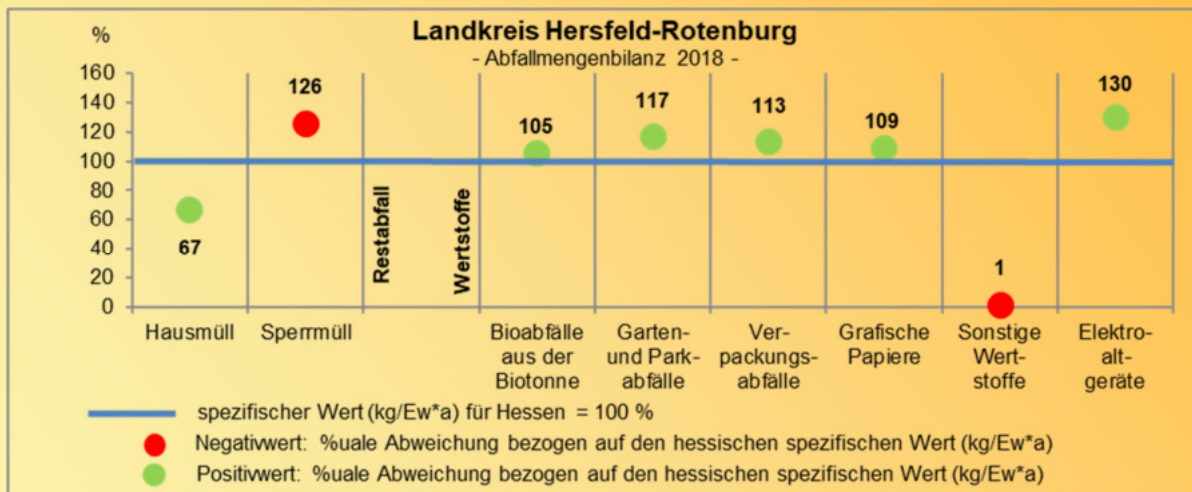 Landkreis Hersfeld-Rotenburg
- Abfallmengenbilanz 2018 -
%
160
140
120
100
80
60
40
20
0
67
126
Restabfall
Wertstoffe
105
117
113
109
1
130
Hausmüll
Sperrmüll
Bioabfälle
aus der
Biotonne
Garten-
und Park-
abfälle
Ver-
packungs-
abfälle
Grafische
Papiere
Sonstige
Wert-
stoffe
Elektro-
alt-
geräte
spezifischer Wert (kg/Ew*a) für Hessen = 100 %
Negativwert: %uale Abweichung bezogen auf den hessischen spezifischen Wert (kg/Ew*a)
Positivwert: %uale Abweichung bezogen auf den hessischen spezifischen Wert (kg/Ew*a)